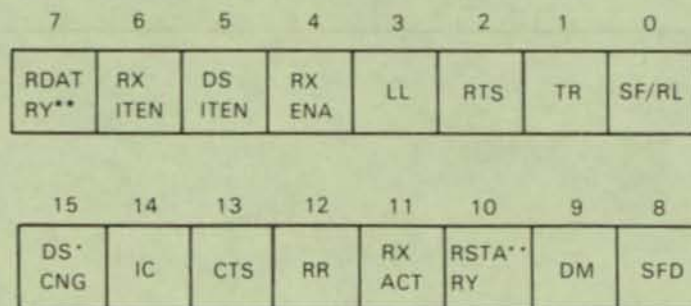 7 6 5 4 3 2 1 0
RDAT RX DS RX LL RTS TR SF/RL
RY** ITEN ITEN ENA
15 14 13 12 11 10 9 8
DS* IC CTS RR RX RSTA** DM SFD
CNG ACT RY